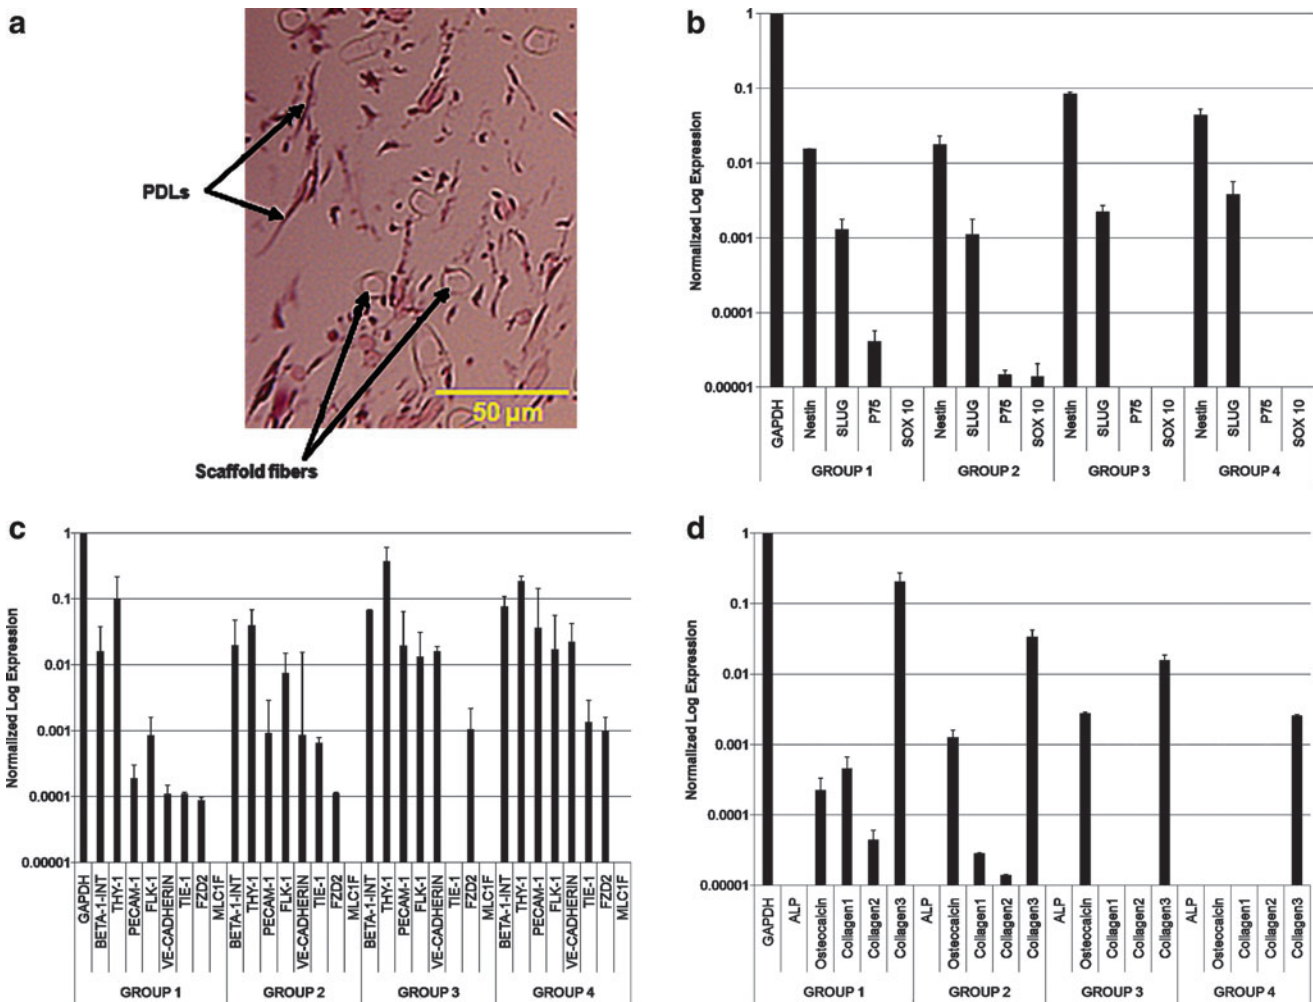 a
PDLs
Scaffold fibers
50 µm
b
Normalized Log Expression
1
0.1
0.01
0.001
0.0001
0.00001
GAPDH
Nestin
SLUG
P75
SOX 10
Nestin
SLUG
P75
SOX 10
Nestin
SLUG
P75
SOX 10
Nestin
SLUG
P75
SOX 10
GROUP 1
GROUP 2
GROUP 3
GROUP 4
c
Normalized Log Expression
1
0.1
0.01
0.001
0.0001
0.00001
GAPDH
BETA-1-INT
THY-1
PECAM-1
FLK-1
VE-CADHERIN
TIE-1
FZD2
MLC1F
BETA-1-INT
THY-1
PECAM-1
FLK-1
VE-CADHERIN
TIE-1
FZD2
MLC1F
BETA-1-INT
THY-1
PECAM-1
FLK-1
VE-CADHERIN
TIE-1
FZD2
MLC1F
BETA-1-INT
THY-1
PECAM-1
FLK-1
VE-CADHERIN
TIE-1
FZD2
MLC1F
GROUP 1
GROUP 2
GROUP 3
GROUP 4
d
Normalized Log Expression
1
0.1
0.01
0.001
0.0001
0.00001
GAPDH
ALP
Osteocalcin
Collagen1
Collagen2
Collagen3
ALP
Osteocalcin
Collagen1
Collagen2
Collagen3
ALP
Osteocalcin
Collagen1
Collagen2
Collagen3
ALP
Osteocalcin
Collagen1
Collagen2
Collagen3
GROUP 1
GROUP 2
GROUP 3
GROUP 4